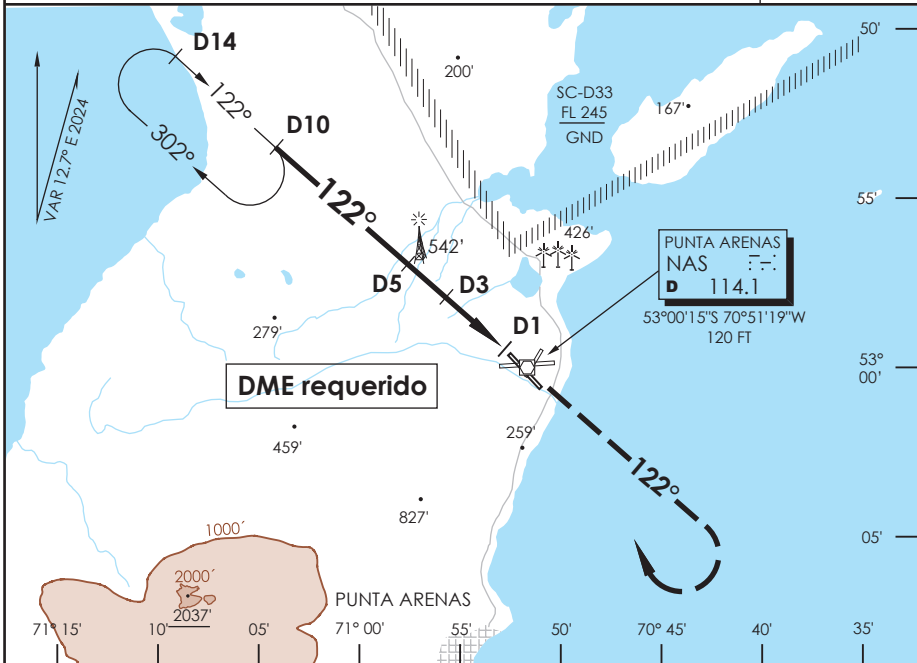 50'
D14
200'
122°
SC-D33
FL 245
GND
167'
VAR 12.7° E 2024
302°
D10
122°
55'
426'
542'
PUNTA ARENAS
NAS
D 114.1
D5
D3
53°00'15"S 70°51'19"W
120 FT
279'
D1
53°
00'
DME requerido
459'
259'
122°
827'
1000´
05'
2000´
2037'
PUNTA ARENAS
71° 15'
10'
05'
71° 00'
55'
50'
70° 45'
40'
35'